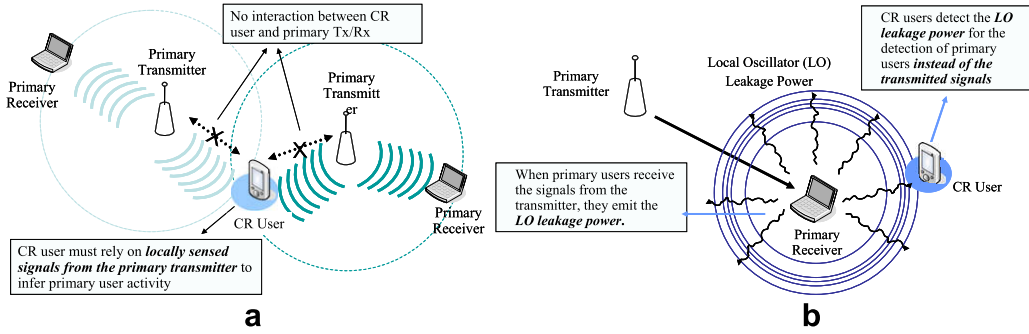 No interaction between CR
user and primary Tx/Rx
Primary
Receiver
Primary
Transmitter
Primary
Transmitt
er
CR User
Primary
Receiver
CR user must rely on locally sensed
signals from the primary transmitter to
infer primary user activity
a
CR users detect the LO
leakage power for the
detection of primary
users instead of the
transmitted signals
Primary
Transmitter
Local Oscillator (LO)
Leakage Power
When primary users receive
the signals from the
transmitter, they emit the
LO leakage power.
CR User
Primary
Receiver
b